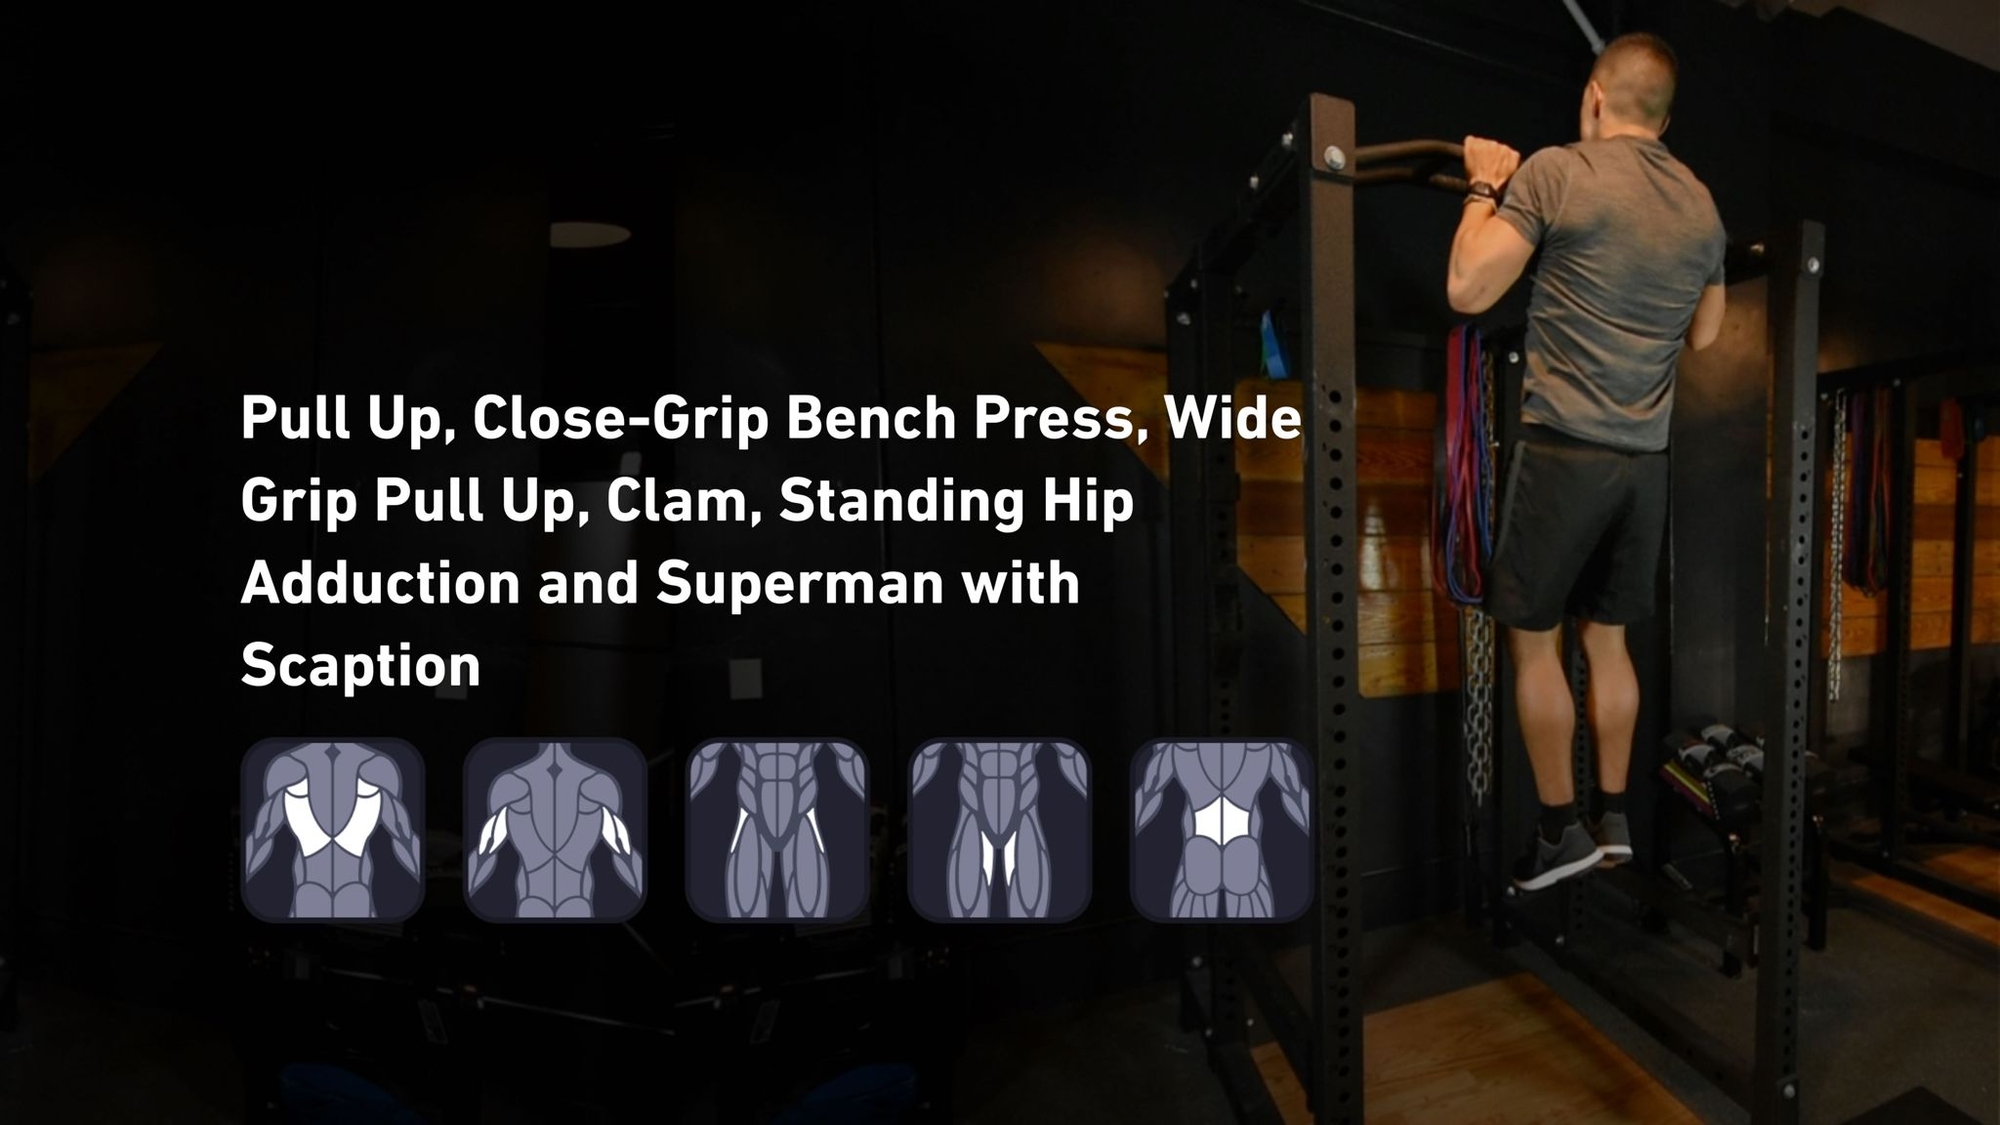 Pull Up, Close-Grip Bench Press, Wide
Grip Pull Up, Clam, Standing Hip
Adduction and Superman with
Scaption